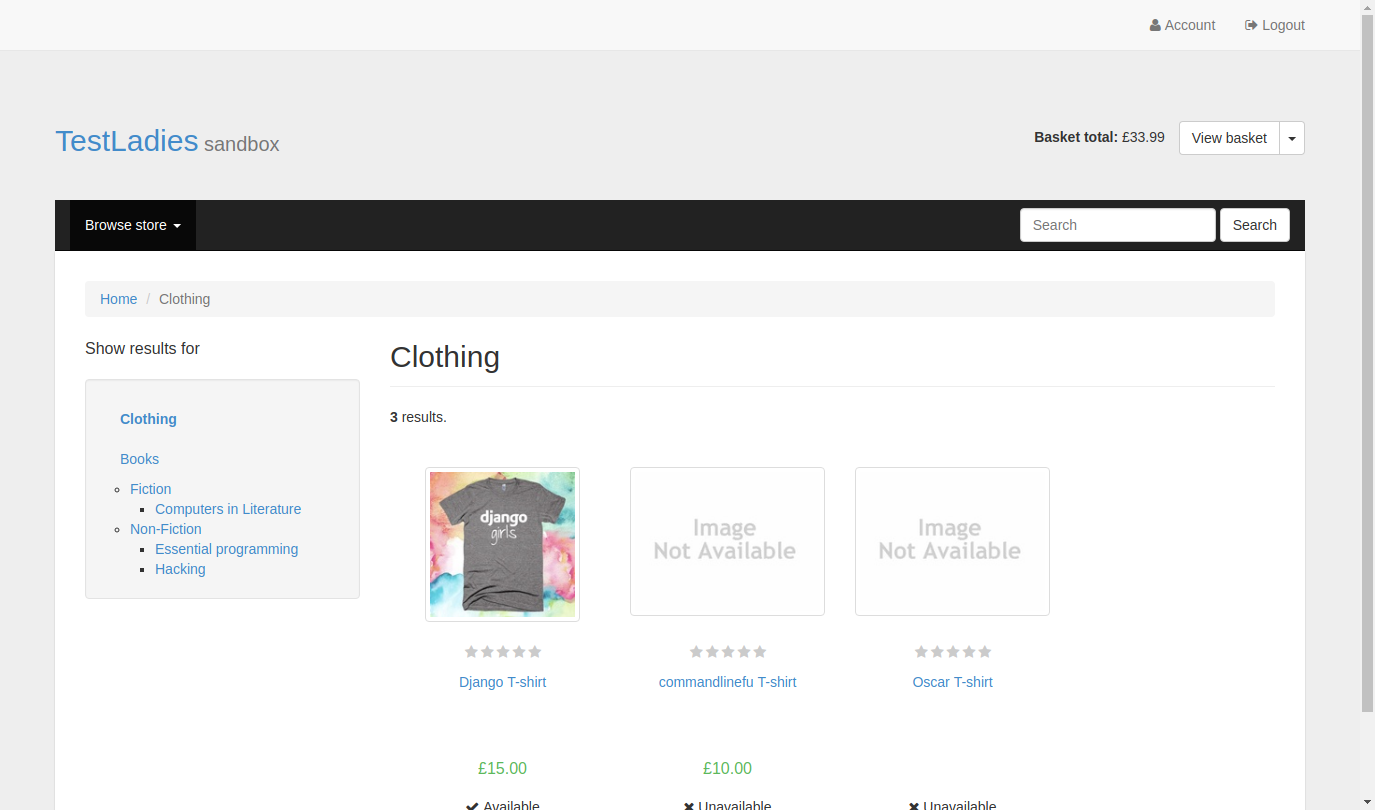 Account Logout
TestLadies sandbox
Basket total: £33.99 View basket
Browse store Search Search
Home / Clothing
Show results for
Clothing
3 results.
Clothing
Books
Fiction
Computers in Literature
Non-Fiction
Essential programming
Hacking
django
girls
Image
Not Available
Image
Not Available
Django T-shirt commandlinefu T-shirt Oscar T-shirt
£15.00 £10.00
Available Unavailable Unavailable